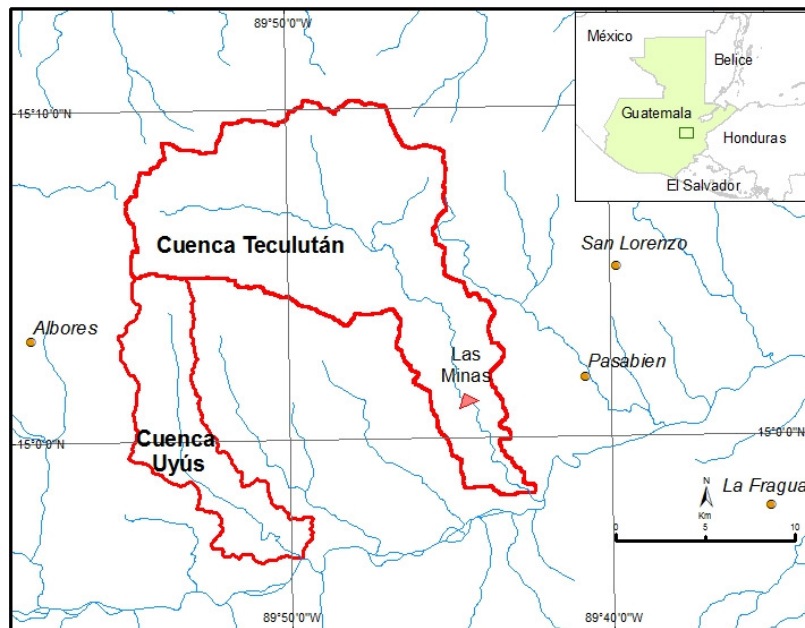 89°50'0"W
México
Belice
Guatemala
Honduras
El Salvador
15°10'0"N
Cuenca Teculután
San Lorenzo
Albores
Las
Minas
Pasabien
Cuenca
Uyús
15°0'0"N
15°0'0"N
La Fragua
N
Km
0 5 10
89°50'0"W
89°40'0"W